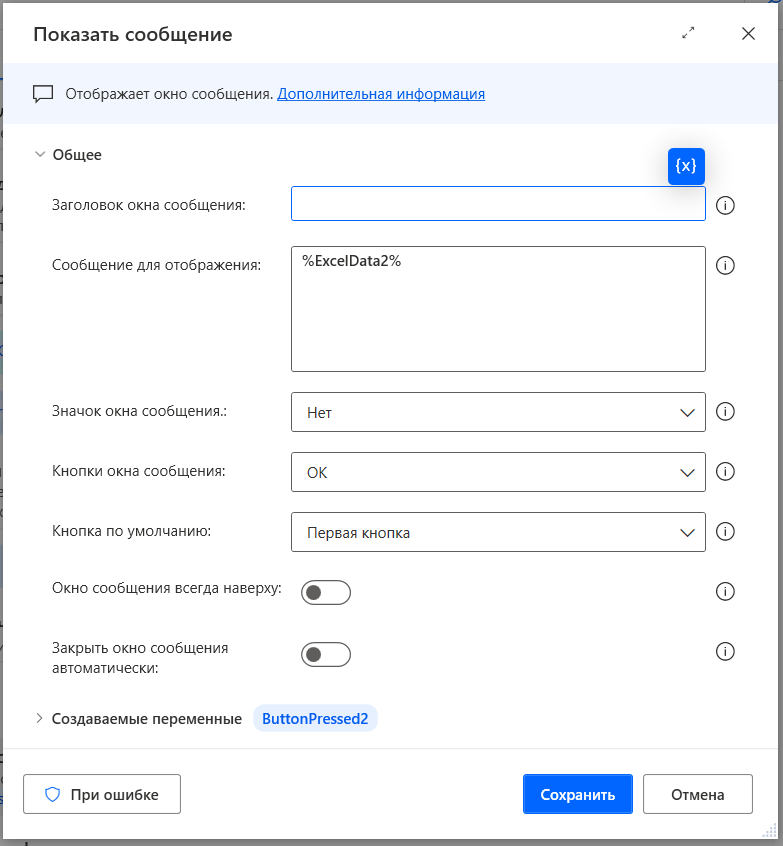 Показать сообщение
Отображает окно сообщения. Дополнительная информация
Общее
{x}
Заголовок окна сообщения:
Сообщение для отображения:
%ExcelData2%
Значок окна сообщения.:
Нет
Кнопки окна сообщения:
ОК
Кнопка по умолчанию:
Первая кнопка
Окно сообщения всегда наверху:
Закрыть окно сообщения
автоматически:
Создаваемые переменные ButtonPressed2
При ошибке
Сохранить
Отмена